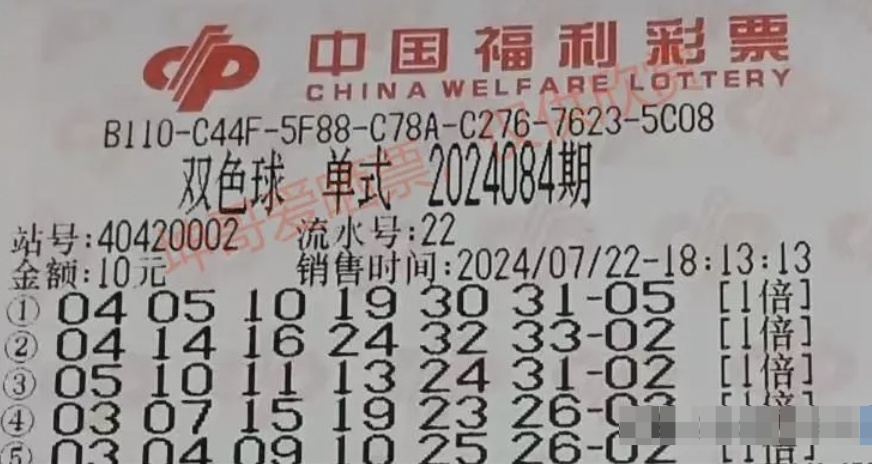 中国福利彩票
CHINA WELFARE LOTTERY
B110-C44F-5F88-C78A-C276-7623-5C08
双色球 单式 2024084期
站号:40420002 流水号:22
金额:10元 销售时间:2024/07/22-18:13:13
① 04 05 10 19 30 31-05 [1倍]
② 04 14 16 24 32 33-02 [1倍]
③ 05 10 11 13 24 31-02 [1倍]
④ 03 07 15 19 23 26-
⑤ 03 04 09 10 25 26-02 [1倍]